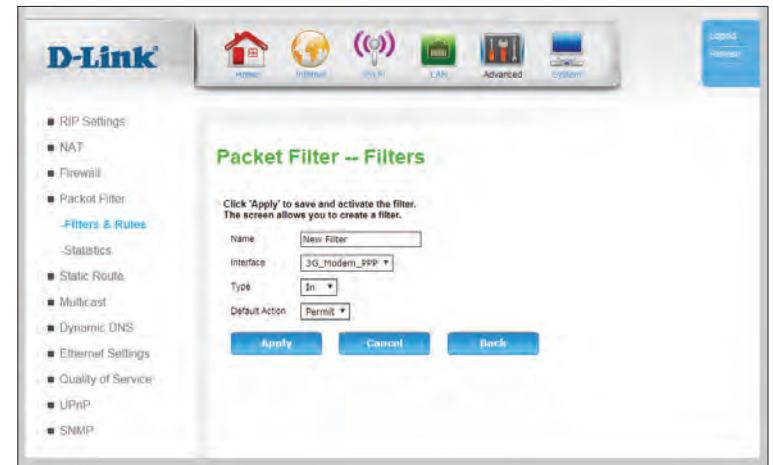 D-Link
Home
Internet
Wi-Fi
LAN
Advanced
System
Logout
RIP Settings
NAT
Firewall
Packet Filter
-Filters & Rules
-Statistics
Static Route
Multicast
Dynamic DNS
Ethernet Settings
Quality of Service
UPnP
SNMP
Packet Filter -- Filters
Click 'Apply' to save and activate the filter.
The screen allows you to create a filter.
Name New Filter
Interface 3G_Modem_PPP
Type In
Default Action Permit
Apply Cancel Back